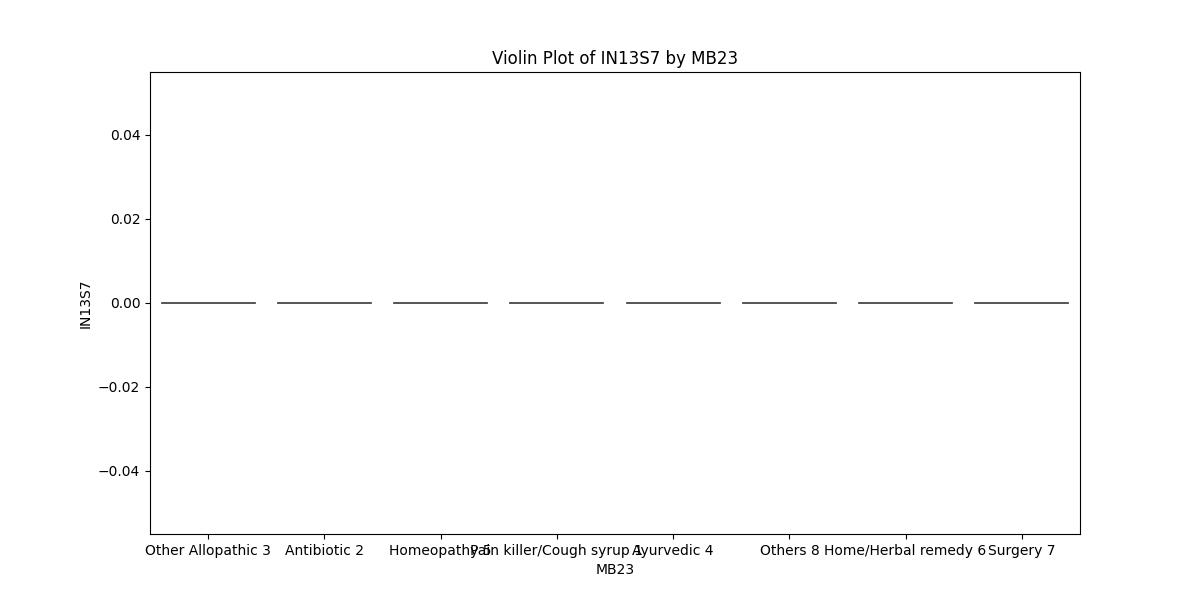 Violin Plot of IN13S7 by MB23
0.04
0.02
0.00
−0.02
−0.04
IN13S7
Other Allopathic 3 Antibiotic 2 Homeopathy 5 Pain killer/Cough syrup 1 Ayurvedic 4 Others 8 Home/Herbal remedy 6 Surgery 7
MB23